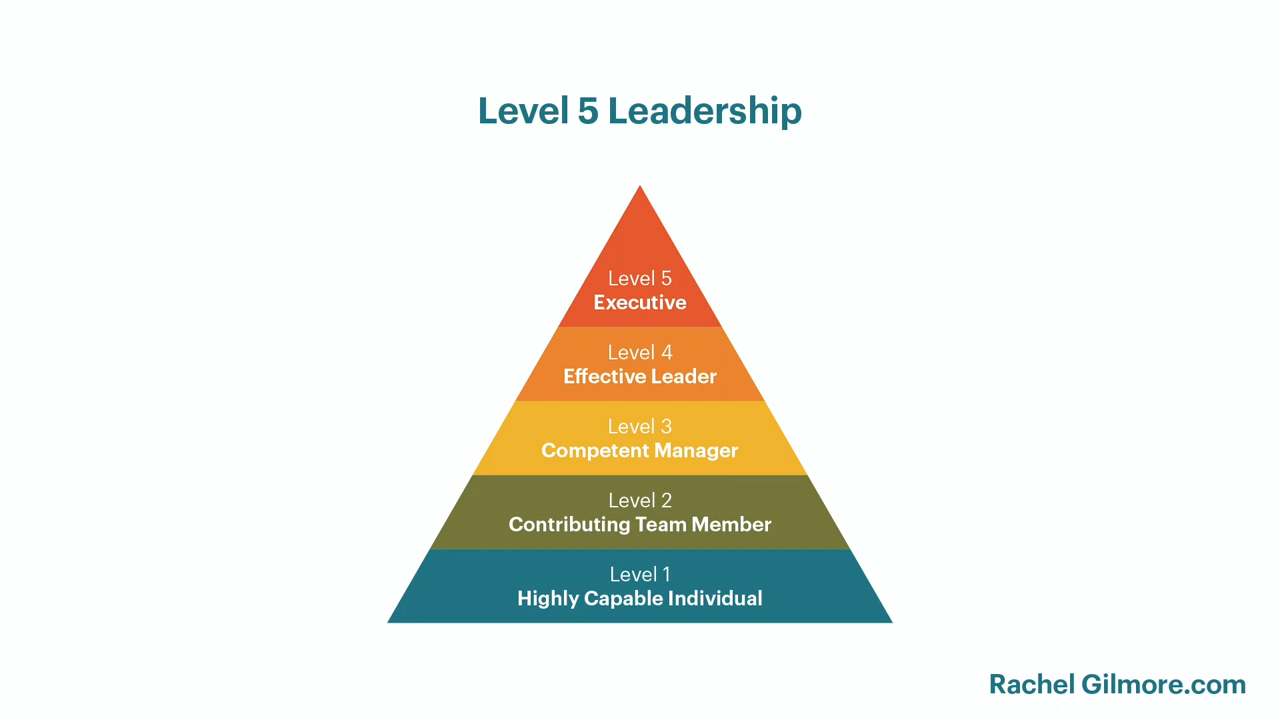 Level 5 Leadership
Level 5
Executive
Level 4
Effective Leader
Level 3
Competent Manager
Level 2
Contributing Team Member
Level 1
Highly Capable Individual
Rachel Gilmore.com